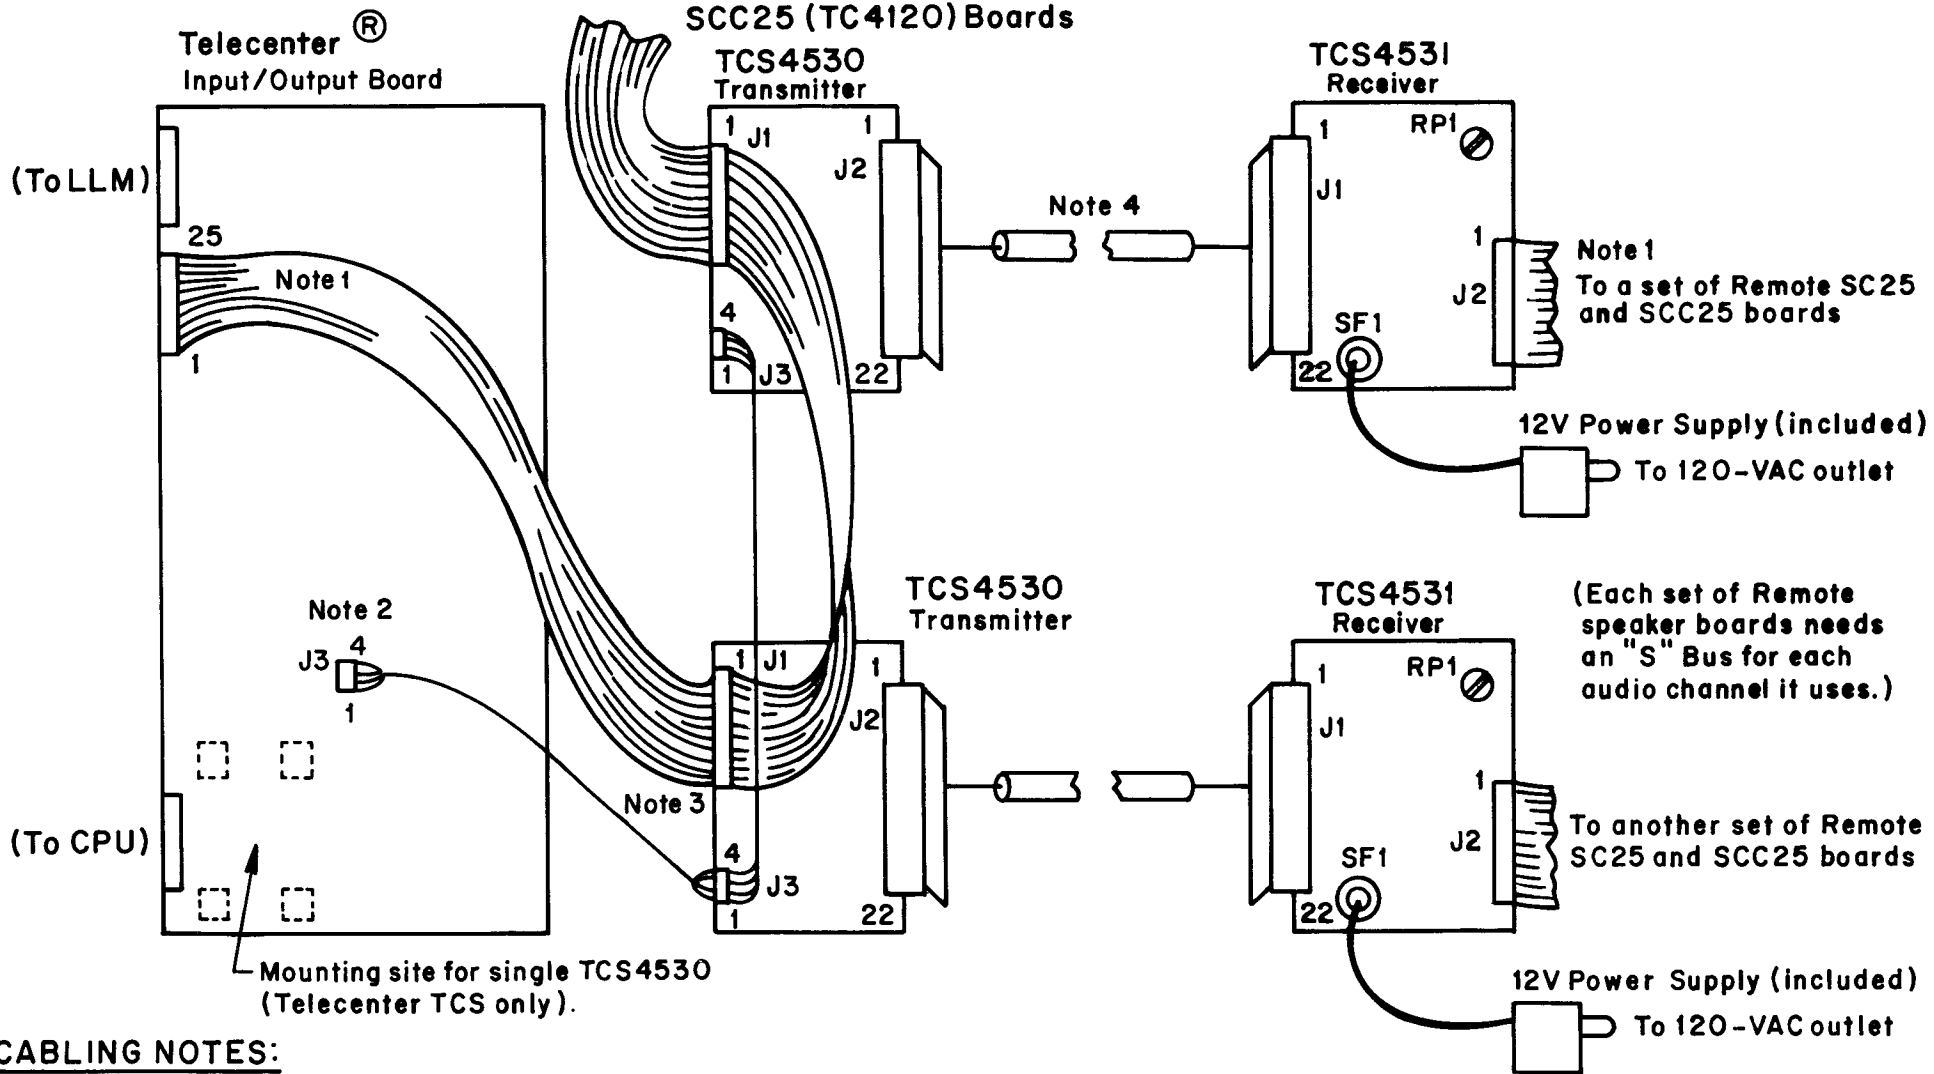 SCC25 (TC4120) Boards
Telecenter ®
Input/Output Board
(To LLM)
25
Note 1
1
Note 2
J3
4
1
(To CPU)
Mounting site for single TCS4530
(Telecenter TCS only).
TCS4530
Transmitter
1
J1
1
J2
4
1
J3
22
Note 4
TCS4531
Receiver
1
RP1
J1
1
J2
SF1
22
Note 1
To a set of Remote SC25
and SCC25 boards
12V Power Supply (included)
To 120-VAC outlet
TCS4530
Transmitter
1
J1
1
J2
Note 3
4
J3
1
22
TCS4531
Receiver
1
RP1
J1
1
J2
SF1
22
(Each set of Remote
speaker boards needs
an "S" Bus for each
audio channel it uses.)
To another set of Remote
SC25 and SCC25 boards
12V Power Supply (included)
To 120-VAC outlet
CABLING NOTES: